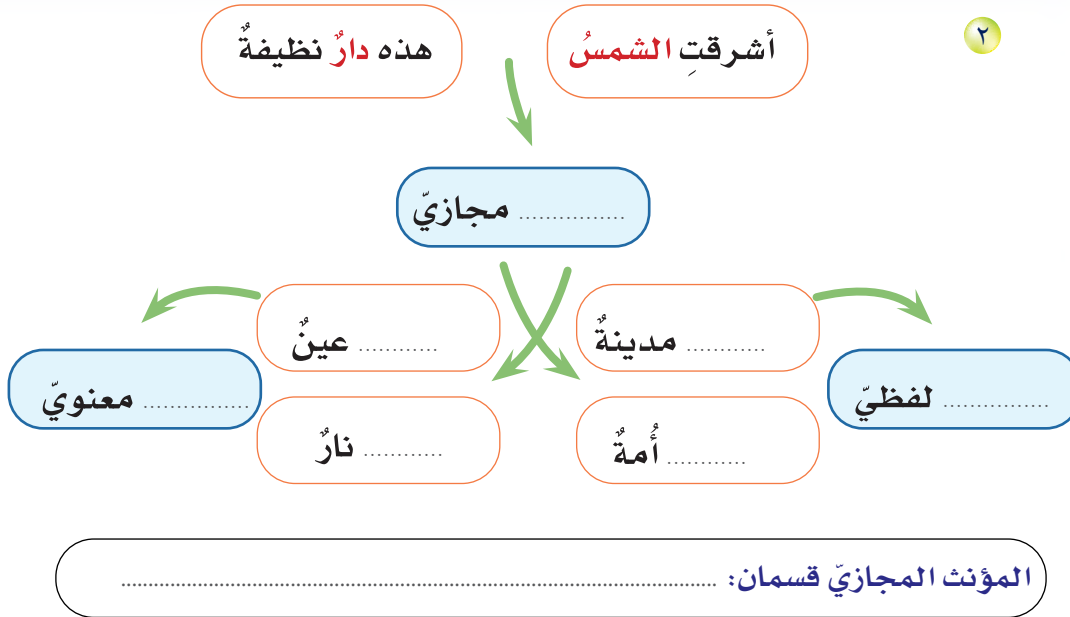 ٢
أشرقتِ الشمسُ
هذه دارٌ نظيفةٌ
................ مجازيّ
............ مدينةٌ
............ عينٌ
................ لفظيّ
................ معنويّ
............ أُمةٌ
............ نارٌ
المؤنث المجازيّ قسمان: ................................................................................